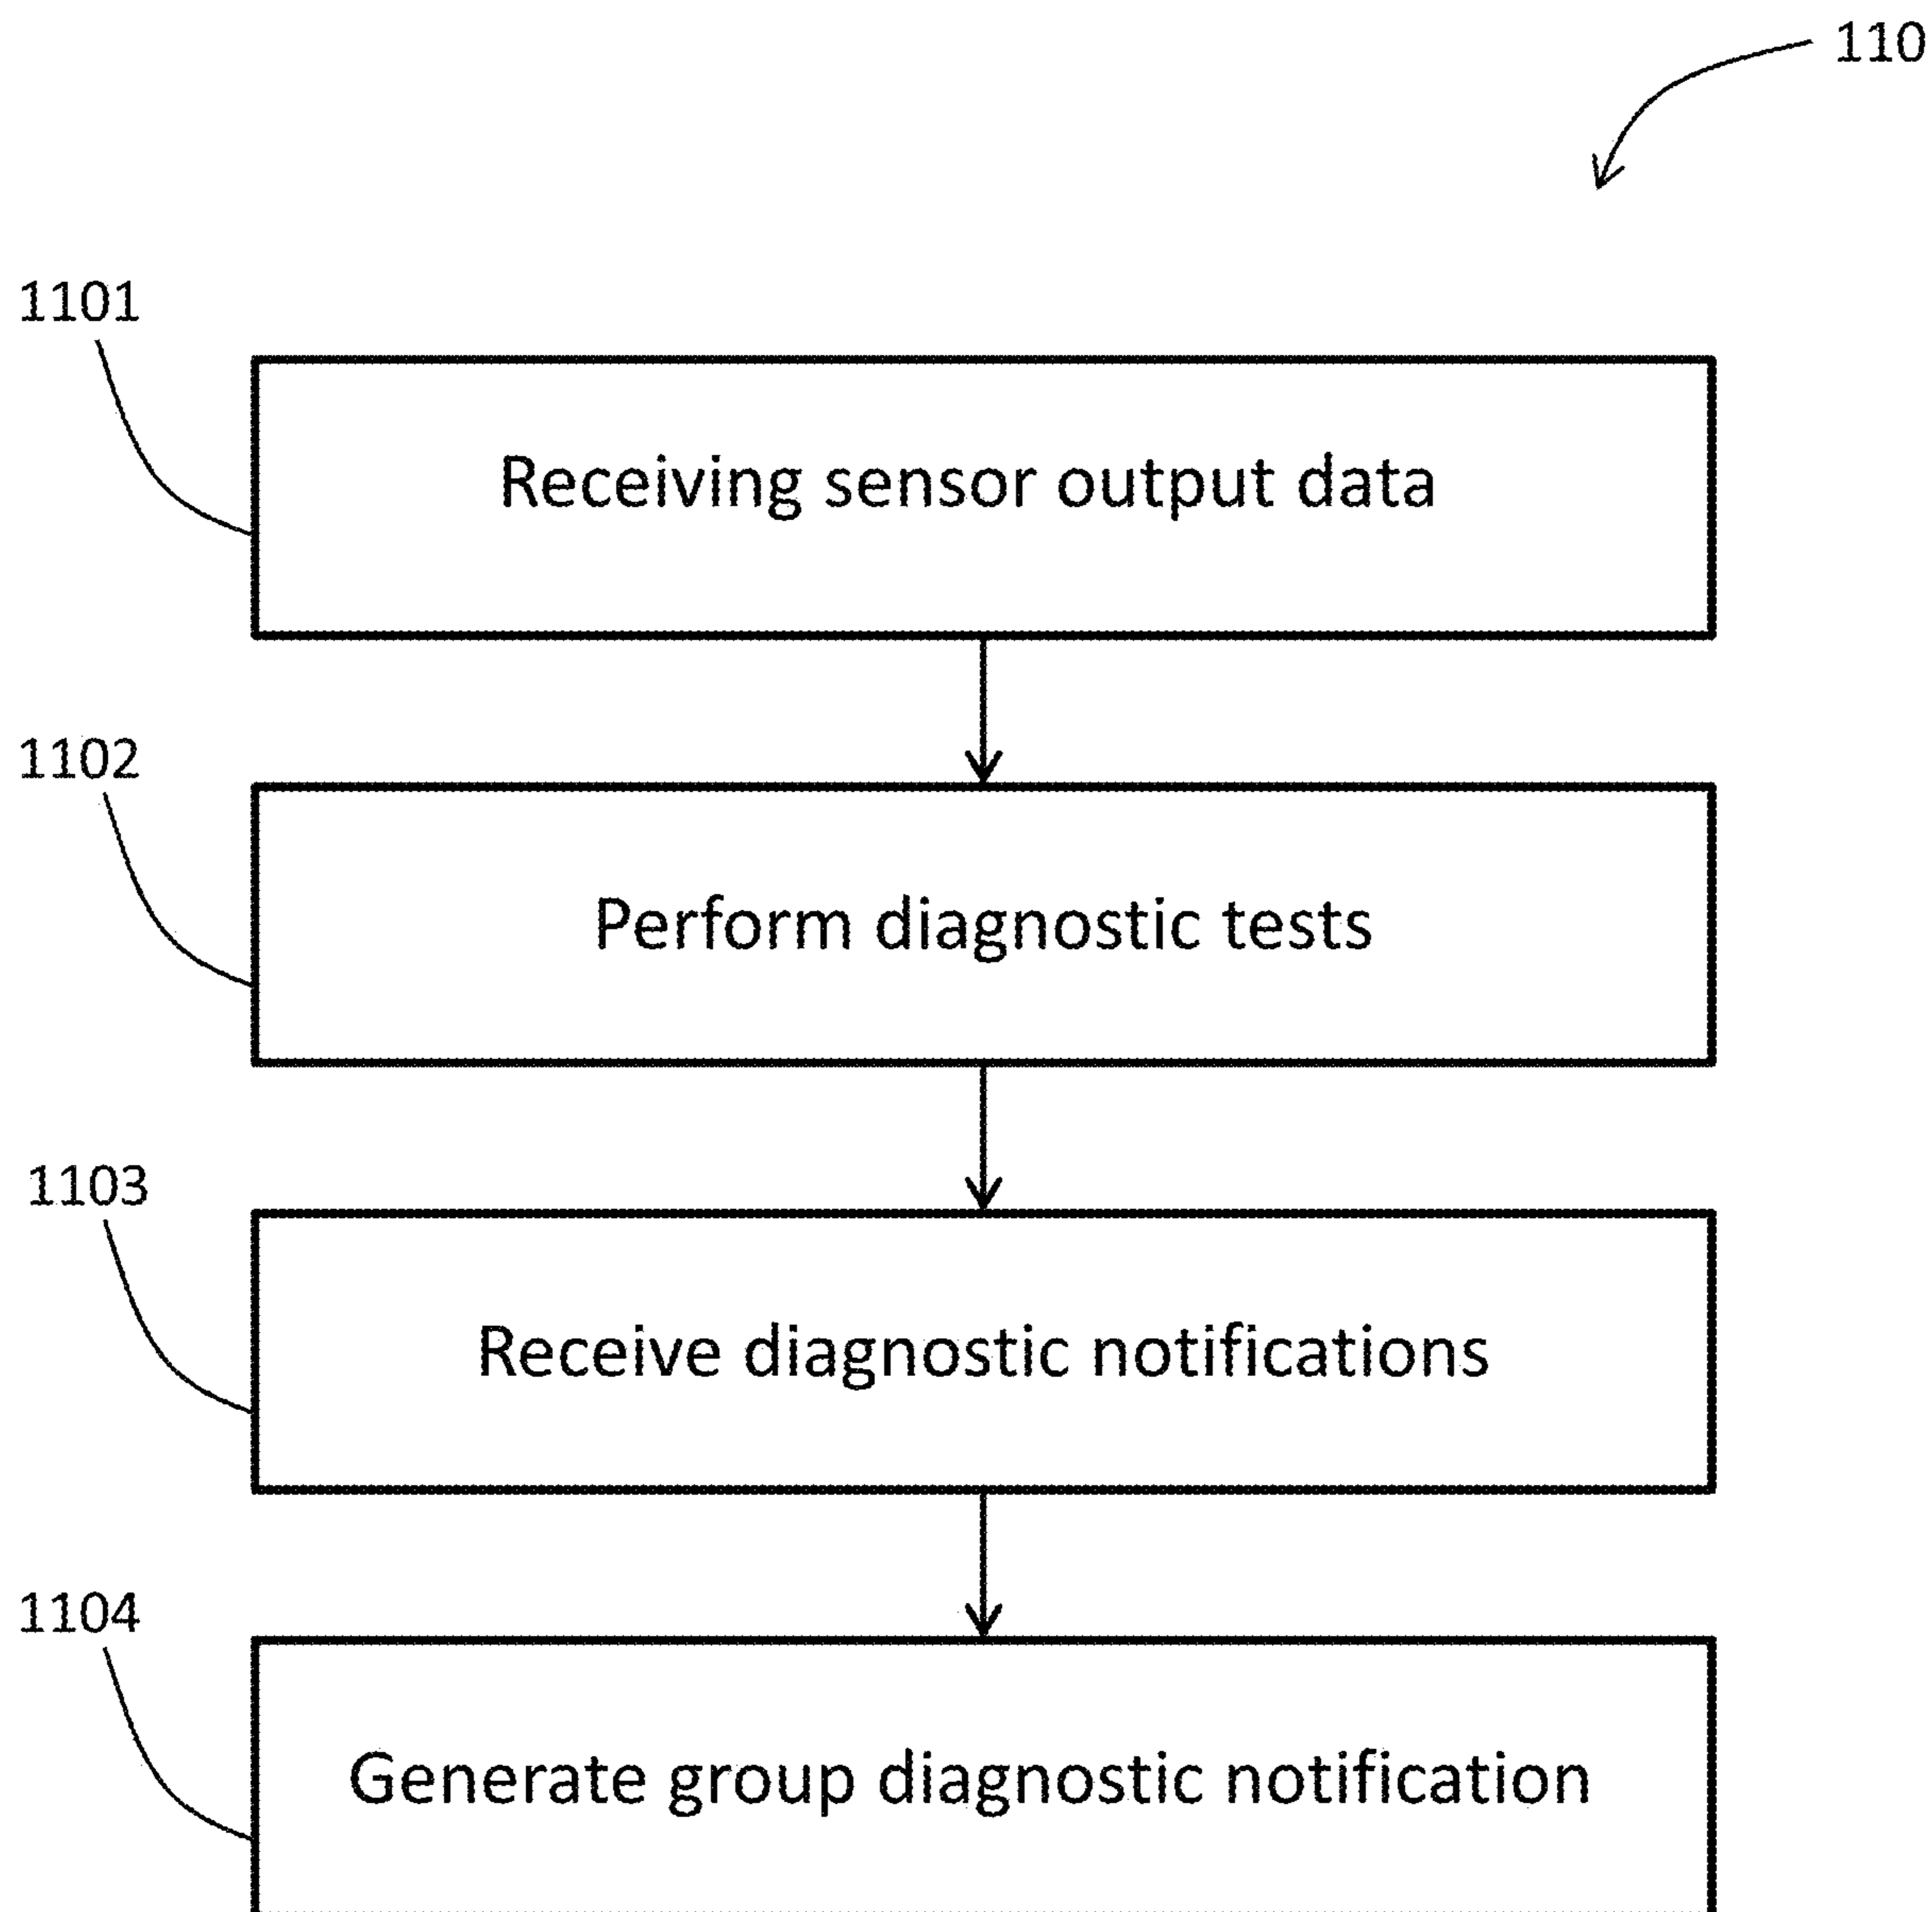 110
1101
Receiving sensor output data
1102
Perform diagnostic tests
1103
Receive diagnostic notifications
1104
Generate group diagnostic notification